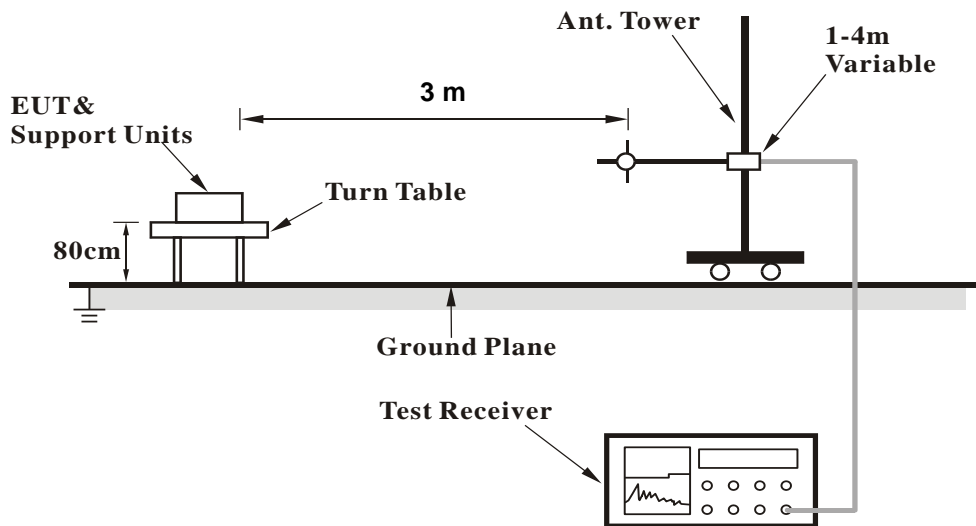 Ant. Tower
1-4m
Variable
3 m
EUT&
Support Units
Turn Table
80cm
Ground Plane
Test Receiver